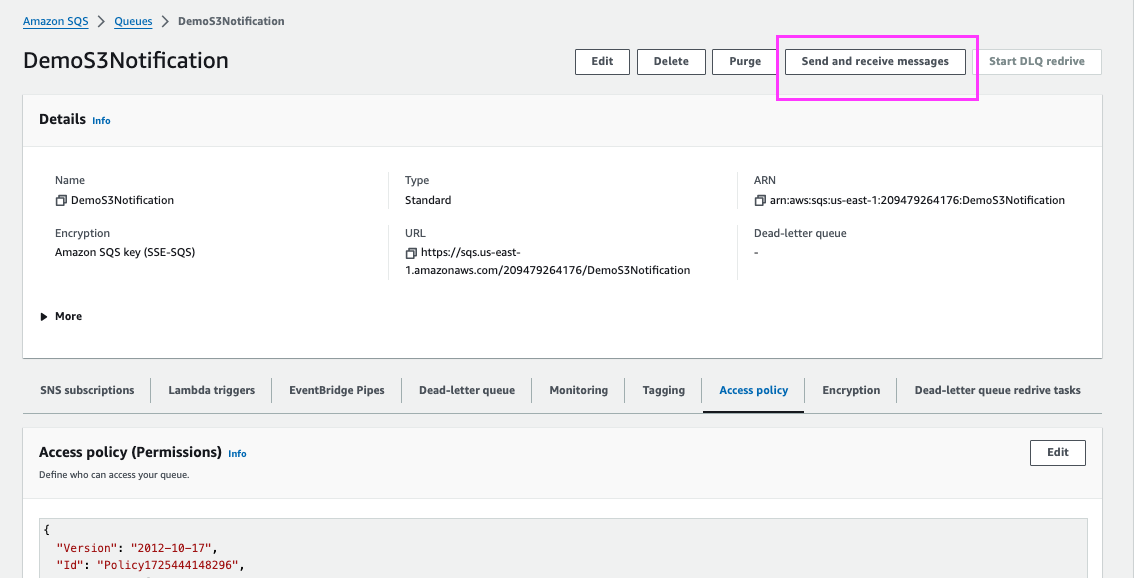 Amazon SQS > Queues > DemoS3Notification
DemoS3Notification
Edit
Delete
Purge
Send and receive messages
Start DLQ redrive
Details Info
Name
DemoS3Notification
Type
Standard
ARN
arn:aws:sqs:us-east-1:209479264176:DemoS3Notification
Encryption
Amazon SQS key (SSE-SQS)
URL
https://sqs.us-east-
1.amazonaws.com/209479264176/DemoS3Notification
Dead-letter queue
-
More
SNS subscriptions
Lambda triggers
EventBridge Pipes
Dead-letter queue
Monitoring
Tagging
Access policy
Encryption
Dead-letter queue redrive tasks
Access policy (Permissions) Info
Edit
Define who can access your queue.
{
"Version": "2012-10-17",
"Id": "Policy1725444148296",